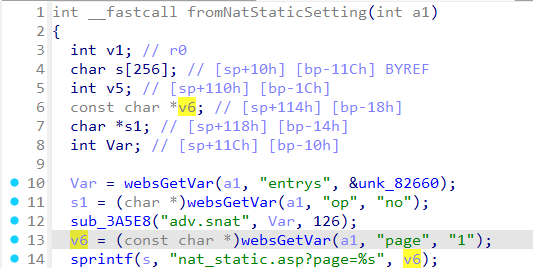 1 int __fastcall fromNatStaticSetting(int a1)
2 {
3 int v1; // r0
4 char s[256]; // [sp+10h] [bp-11Ch] BYREF
5 int v5; // [sp+110h] [bp-1Ch]
6 const char *v6; // [sp+114h] [bp-18h]
7 char *s1; // [sp+118h] [bp-14h]
8 int Var; // [sp+11Ch] [bp-10h]
9
10 Var = websGetVar(a1, "entrys", &unk_82660);
11 s1 = (char *)websGetVar(a1, "op", "no");
12 sub_3A5E8("adv.snat", Var, 126);
13 v6 = (const char *)websGetVar(a1, "page", "1");
14 sprintf(s, "nat_static.asp?page=%s", v6);